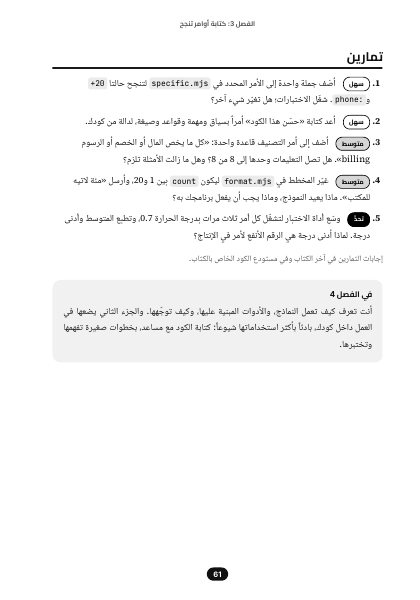 الفصل 3: كتابة أوامر تنجح
تمارين
1. سهل أضف جملة واحدة إلى الأمر المحدد في specific.mjs لتنجح حالتا +20
و phone:. شغّل الاختبارات؛ هل تغيّر شيء آخر؟
2. سهل أعد كتابة «حسّن هذا الكود» أمراً بسياق ومهمة وقواعد وصيغة، لدالة من كودك.
3. متوسط أضف إلى أمر التصنيف قاعدة واحدة: «كل ما يخص المال أو الخصم أو الرسوم
billing». هل تصل التعليمات وحدها إلى 8 من 8؟ وهل ما زالت الأمثلة تلزم؟
4. متوسط غيّر المخطط في format.mjs ليكون count بين 1 و20، وأرسل «مئة لاتيه
للمكتب». ماذا يعيد النموذج، وماذا يجب أن يفعل برنامجك به؟
5. تحدٍّ وسّع أداة الاختبار لتشغّل كل أمر ثلاث مرات بدرجة الحرارة 0.7، وتطبع المتوسط وأدنى
درجة. لماذا أدنى درجة هي الرقم الأنفع لأمر في الإنتاج؟
إجابات التمارين في آخر الكتاب وفي مستودع الكود الخاص بالكتاب.
في الفصل 4
أنت تعرف كيف تعمل النماذج، والأدوات المبنية عليها، وكيف توجّهها. والجزء الثاني يضعها في
العمل داخل كودك، بادئاً بأكثر استخداماتها شيوعاً: كتابة الكود مع مساعد، بخطوات صغيرة تفهمها
وتختبرها.
61